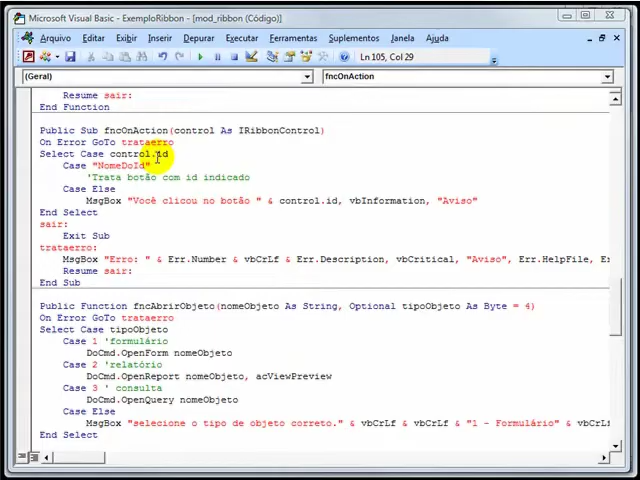 Microsoft Visual Basic - ExemploRibbon - [mod_ribbon (Código)]
Arquivo Editar Exibir Inserir Depurar Executar Ferramentas Suplementos Janela Ajuda
Ln 105, Col 29
(Geral) fncOnAction
Resume sair:
End Function
Public Sub fncOnAction(control As IRibbonControl)
On Error GoTo trataerro
Select Case control.id
Case "NomeDoId"
'Trata botão com id indicado
Case Else
MsgBox "Você clicou no botão " & control.id, vbInformation, "Aviso"
End Select
sair:
Exit Sub
trataerro:
MsgBox "Erro: " & Err.Number & vbCrLf & Err.Description, vbCritical, "Aviso", Err.HelpFile, Er
Resume sair:
End Sub
Public Function fncAbrirObjeto(nomeObjeto As String, Optional tipoObjeto As Byte = 4)
On Error GoTo trataerro
Select Case tipoObjeto
Case 1 'formulário
DoCmd.OpenForm nomeObjeto
Case 2 'relatório
DoCmd.OpenReport nomeObjeto, acViewPreview
Case 3 ' consulta
DoCmd.OpenQuery nomeObjeto
Case Else
MsgBox "selecione o tipo de objeto correto." & vbCrLf & vbCrLf & "1 - Formulário" & vbCrLf
End Select